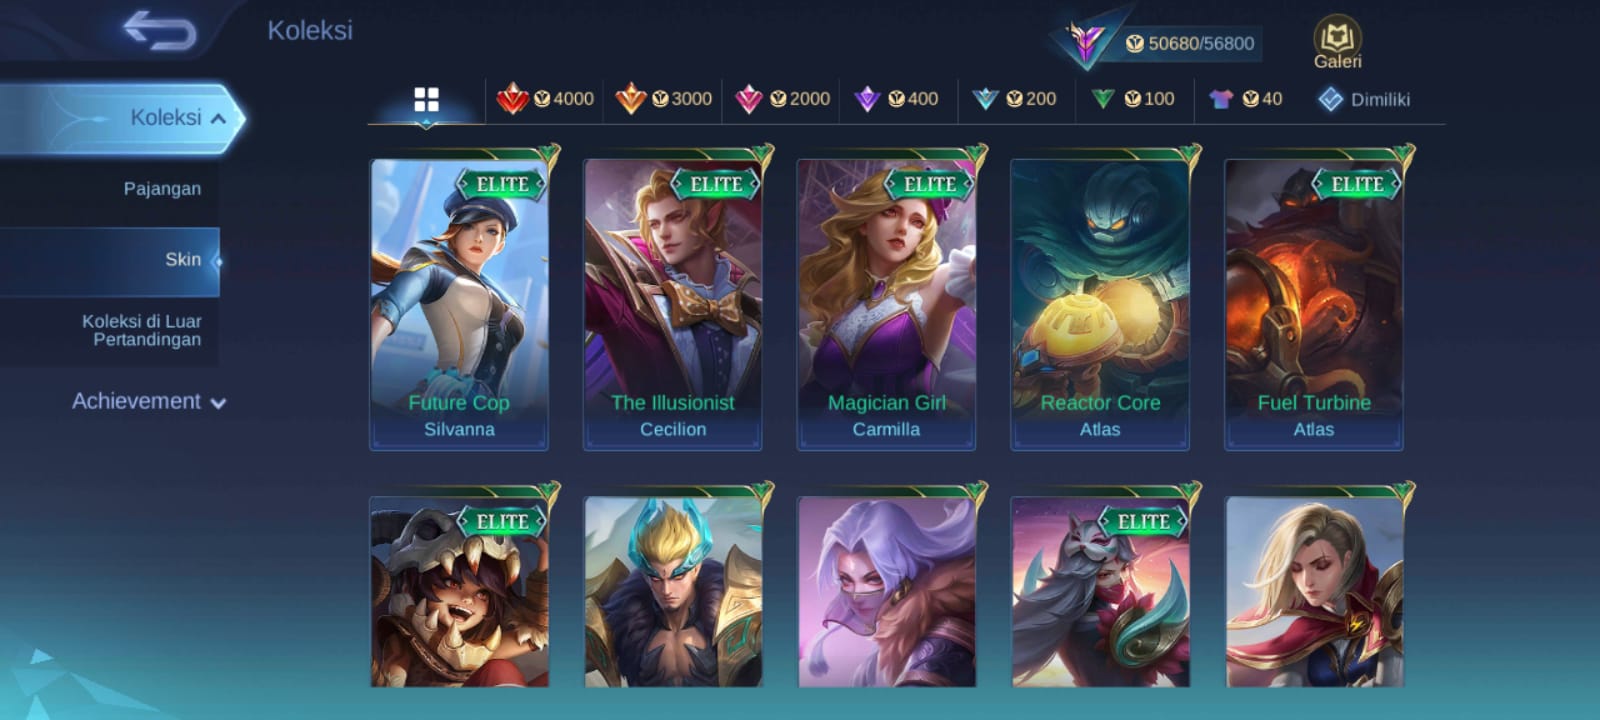 Koleksi
50680/56800
Galeri
4000
3000
2000
400
200
100
40
Dimiliki
Koleksi
Pajangan
Skin
Koleksi di Luar
Pertandingan
Achievement
ELITE
Future Cop
Silvanna
ELITE
The Illusionist
Cecilion
ELITE
Magician Girl
Carmilla
Reactor Core
Atlas
ELITE
Fuel Turbine
Atlas
ELITE
ELITE